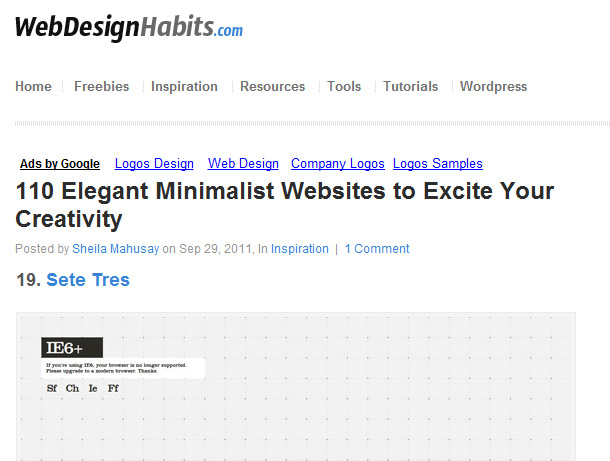 WebDesignHabits.com
Home Freebies Inspiration Resources Tools Tutorials Wordpress
Ads by Google Logos Design Web Design Company Logos Logos Samples
110 Elegant Minimalist Websites to Excite Your
Creativity
Posted by Sheila Mahusay on Sep 29, 2011, In Inspiration | 1 Comment
19. Sete Tres
IE6+
If you're using IE6, your browser is no longer supported.
Please upgrade to a modern browser. Thanks.
Sf Ch Ie Ff